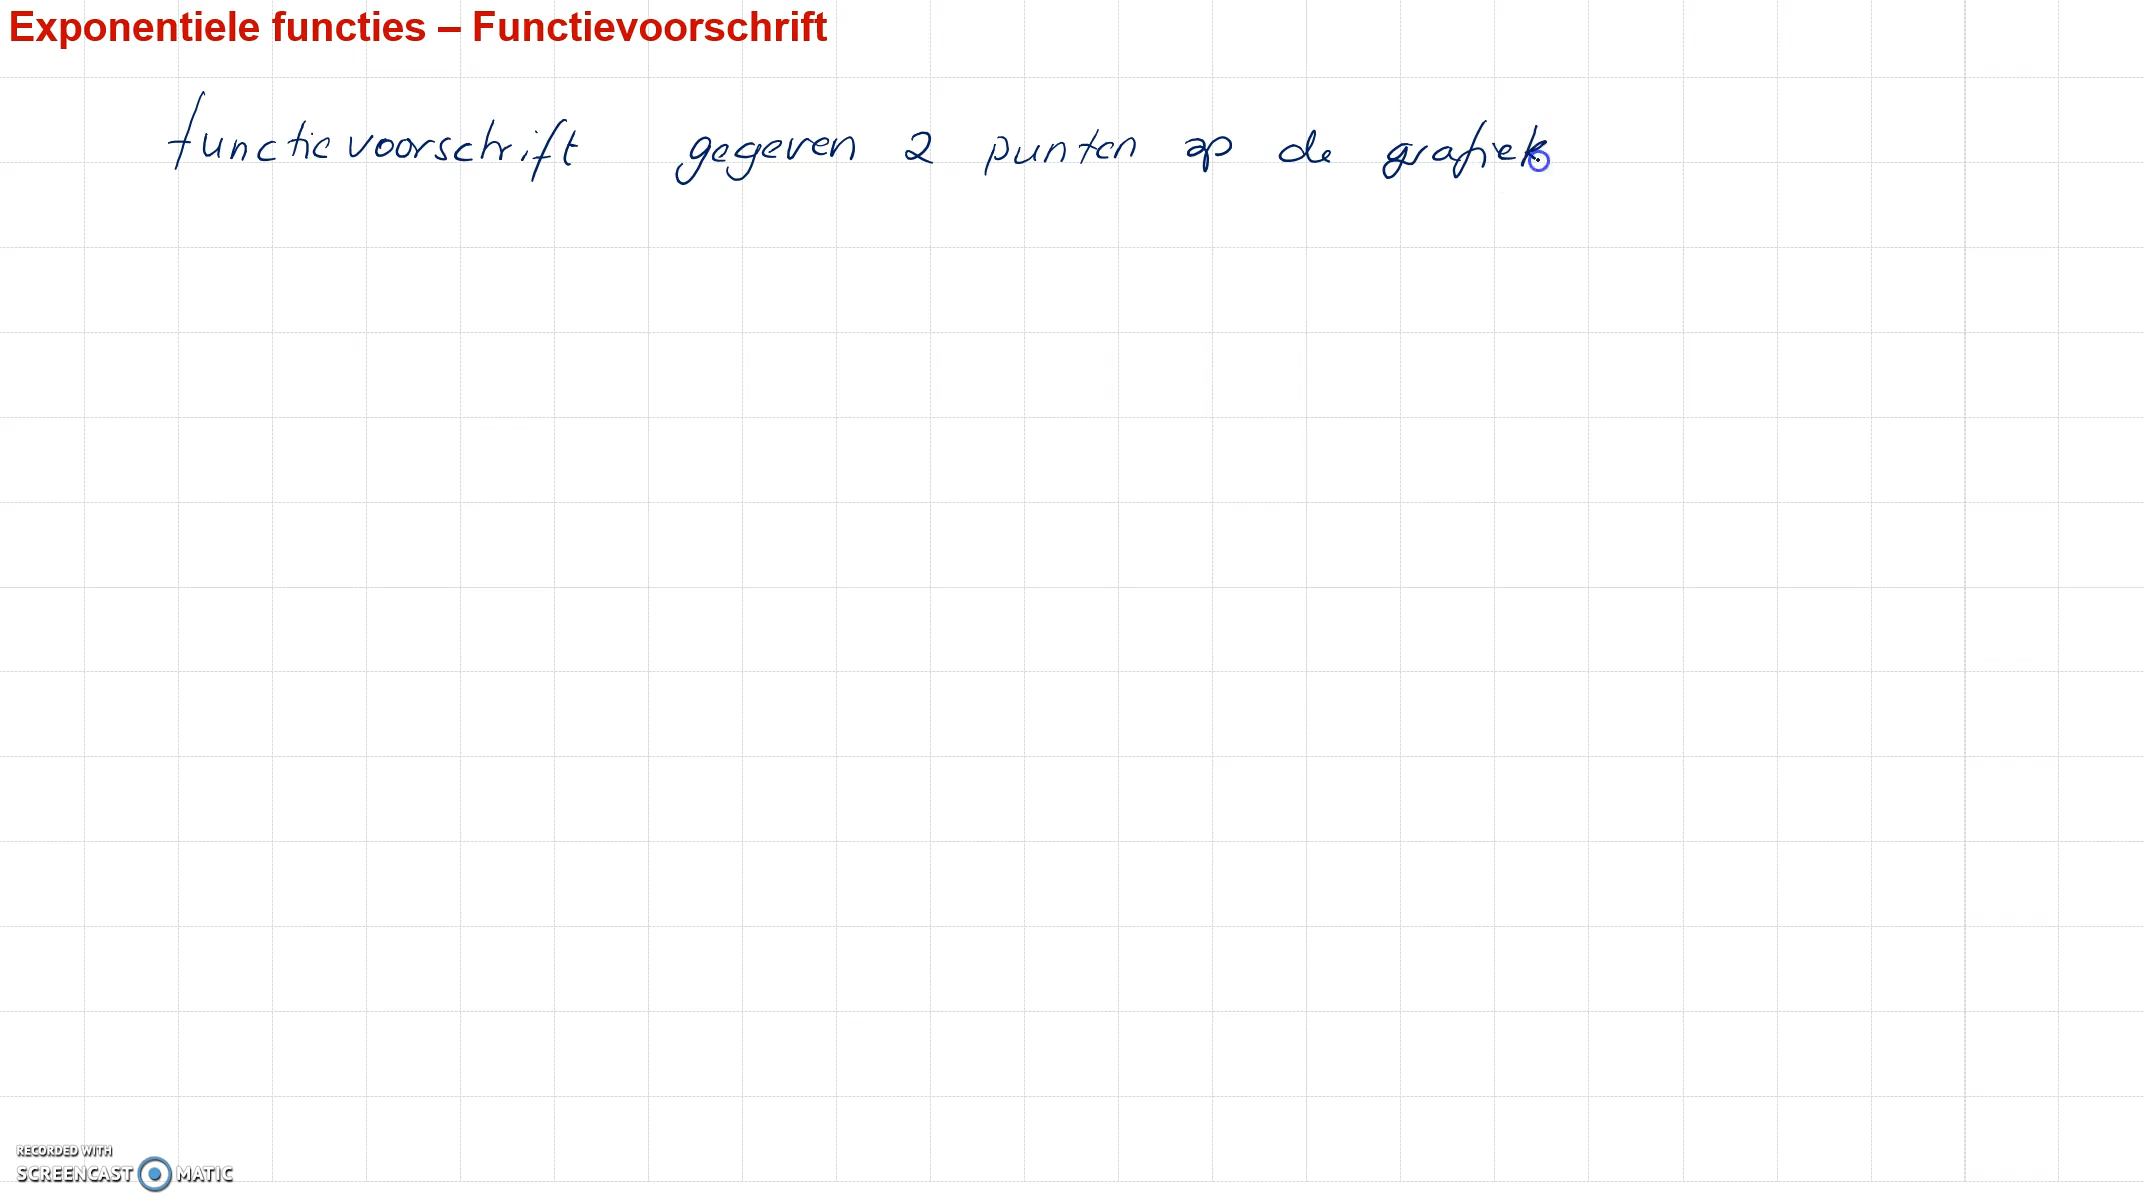 Exponentiele functies – Functievoorschrift
functievoorschrift gegeven 2 punten op de grafiek
RECORDED WITH
SCREENCAST MATIC